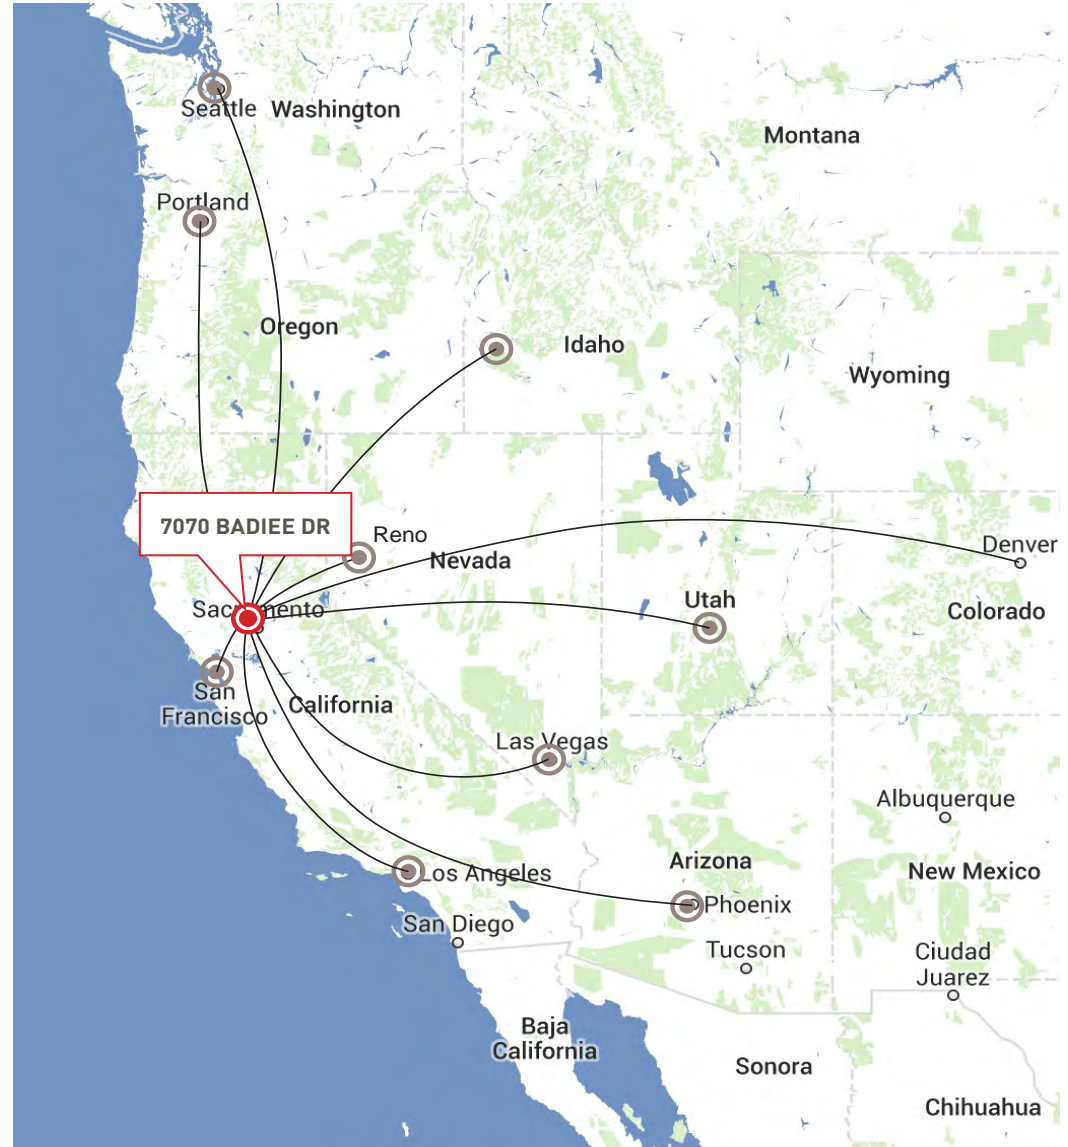 Seattle
Washington
Montana
Portland
Oregon
Idaho
Wyoming
7070 BADIEE DR
Reno
Nevada
Denver
Sacramento
Utah
Colorado
San
Francisco
California
Las Vegas
Albuquerque
Arizona
New Mexico
Los Angeles
Phoenix
San Diego
Tucson
Ciudad
Juarez
Baja
California
Sonora
Chihuahua